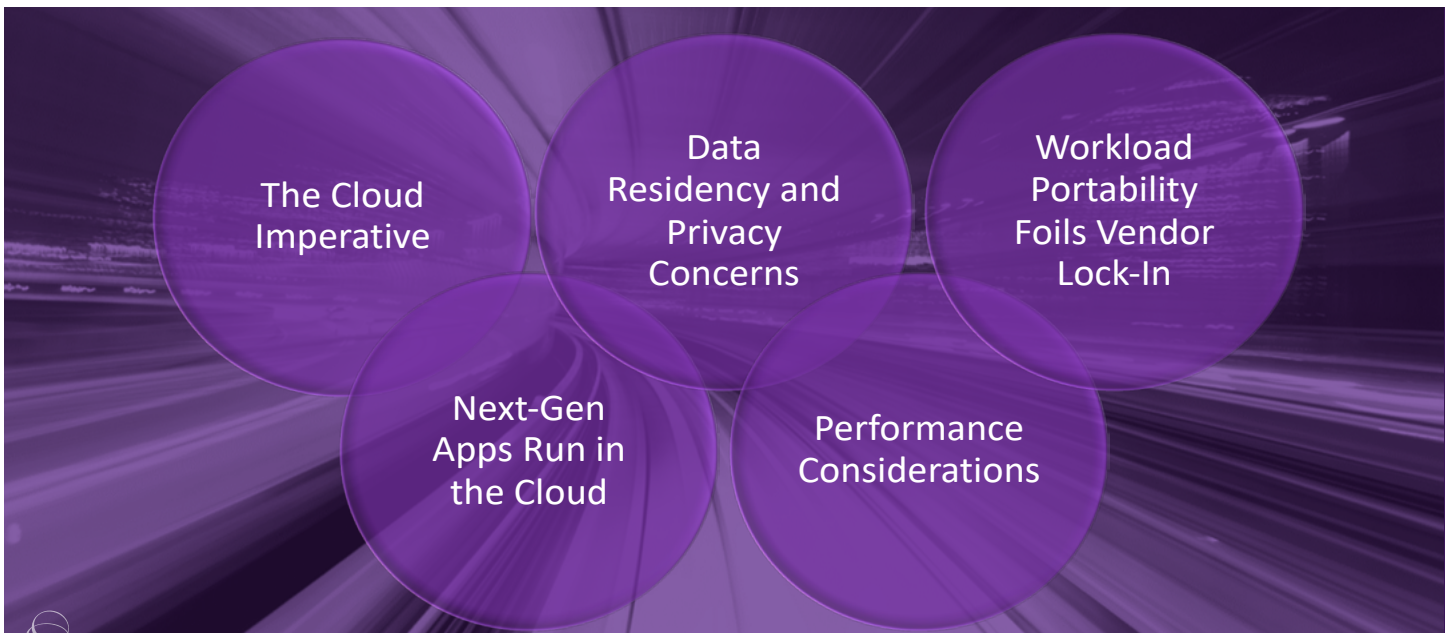 The Cloud
Imperative
Data
Residency and
Privacy
Concerns
Workload
Portability
Foils Vendor
Lock-In
Next-Gen
Apps Run in
the Cloud
Performance
Considerations